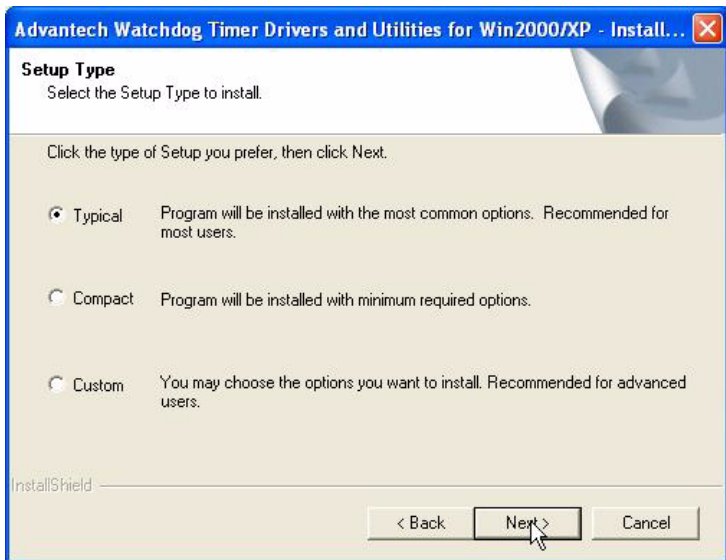 Advantech Watchdog Timer Drivers and Utilities for Win2000/XP - Install...
Setup Type
Select the Setup Type to install.
Click the type of Setup you prefer, then click Next.
Typical
Program will be installed with the most common options.  Recommended for
most users.
Compact
Program will be installed with minimum required options.
Custom
You may choose the options you want to install. Recommended for advanced
users.
InstallShield
< Back
Next >
Cancel